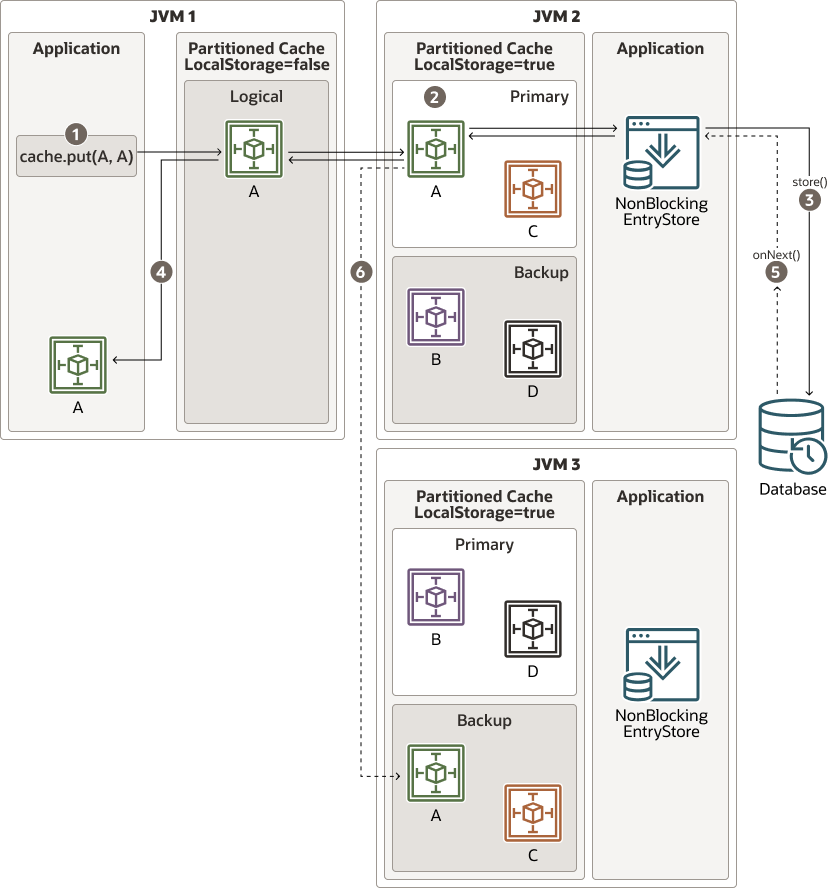 JVM 1
Application
1
cache.put(A, A)
4
A
Partitioned Cache
LocalStorage=false
Logical
A
JVM 2
Partitioned Cache
LocalStorage=true
2
Primary
A
C
6
Backup
B
D
Application
NonBlocking
EntryStore
store()
3
onNext()
5
Database
JVM 3
Partitioned Cache
LocalStorage=true
Primary
B
D
Backup
A
C
Application
NonBlocking
EntryStore